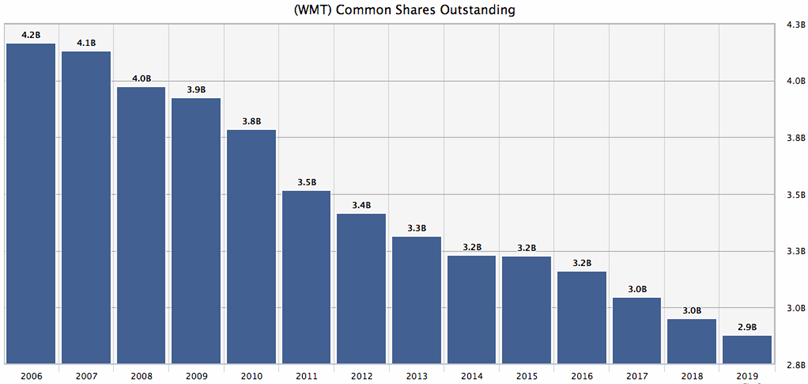 (WMT) Common Shares Outstanding
4.3B
4.2B
4.1B
4.0B
4.0B
3.9B
3.8B
3.8B
3.5B
3.5B
3.4B
3.3B
3.2B
3.2B
3.3B
3.2B
3.0B
3.0B
3.0B
2.9B
2.8B
2006 2007 2008 2009 2010 2011 2012 2013 2014 2015 2016 2017 2018 2019